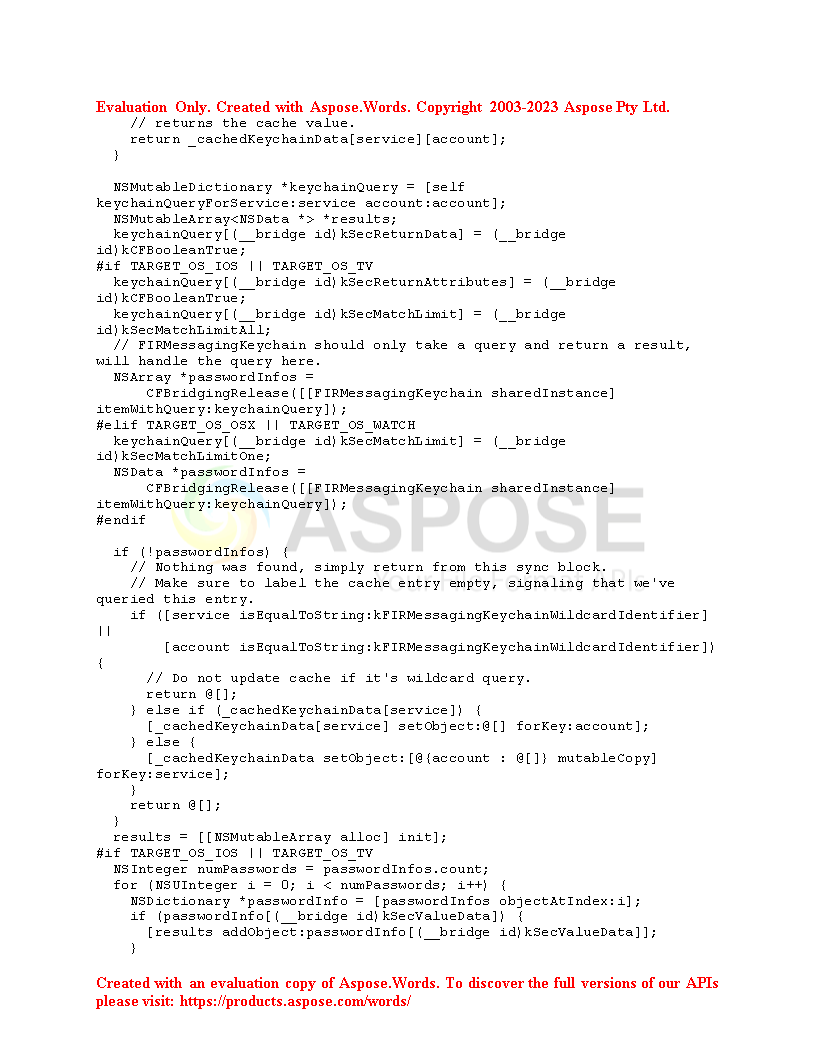 Evaluation Only. Created with Aspose.Words. Copyright 2003-2023 Aspose Pty Ltd.
    // returns the cache value.
    return _cachedKeychainData[service][account];
  }

  NSMutableDictionary *keychainQuery = [self
keychainQueryForService:service account:account];
  NSMutableArray<NSData *> *results;
  keychainQuery[(__bridge id)kSecReturnData] = (__bridge
id)kCFBooleanTrue;
#if TARGET_OS_IOS || TARGET_OS_TV
  keychainQuery[(__bridge id)kSecReturnAttributes] = (__bridge
id)kCFBooleanTrue;
  keychainQuery[(__bridge id)kSecMatchLimit] = (__bridge
id)kSecMatchLimitAll;
  // FIRMessagingKeychain should only take a query and return a result,
will handle the query here.
  NSArray *passwordInfos =
      CFBridgingRelease([[FIRMessagingKeychain sharedInstance]
itemWithQuery:keychainQuery]);
#elif TARGET_OS_OSX || TARGET_OS_WATCH
  keychainQuery[(__bridge id)kSecMatchLimit] = (__bridge
id)kSecMatchLimitOne;
  NSData *passwordInfos =
      CFBridgingRelease([[FIRMessagingKeychain sharedInstance]
itemWithQuery:keychainQuery]);
#endif
ASPOSE

  if (!passwordInfos) {
    // Nothing was found, simply return from this sync block.
    // Make sure to label the cache entry empty, signaling that we've
queried this entry.
    if ([service isEqualToString:kFIRMessagingKeychainWildcardIdentifier]
||
        [account isEqualToString:kFIRMessagingKeychainWildcardIdentifier])
{
      // Do not update cache if it's wildcard query.
      return @[];
    } else if (_cachedKeychainData[service]) {
      [_cachedKeychainData[service] setObject:@[] forKey:account];
    } else {
      [_cachedKeychainData setObject:[@{account : @[]} mutableCopy]
forKey:service];
    }
    return @[];
  }
  results = [[NSMutableArray alloc] init];
#if TARGET_OS_IOS || TARGET_OS_TV
  NSInteger numPasswords = passwordInfos.count;
  for (NSUInteger i = 0; i < numPasswords; i++) {
    NSDictionary *passwordInfo = [passwordInfos objectAtIndex:i];
    if (passwordInfo[(__bridge id)kSecValueData]) {
      [results addObject:passwordInfo[(__bridge id)kSecValueData]];
    }

Created with an evaluation copy of Aspose.Words. To discover the full versions of our APIs
please visit: https://products.aspose.com/words/